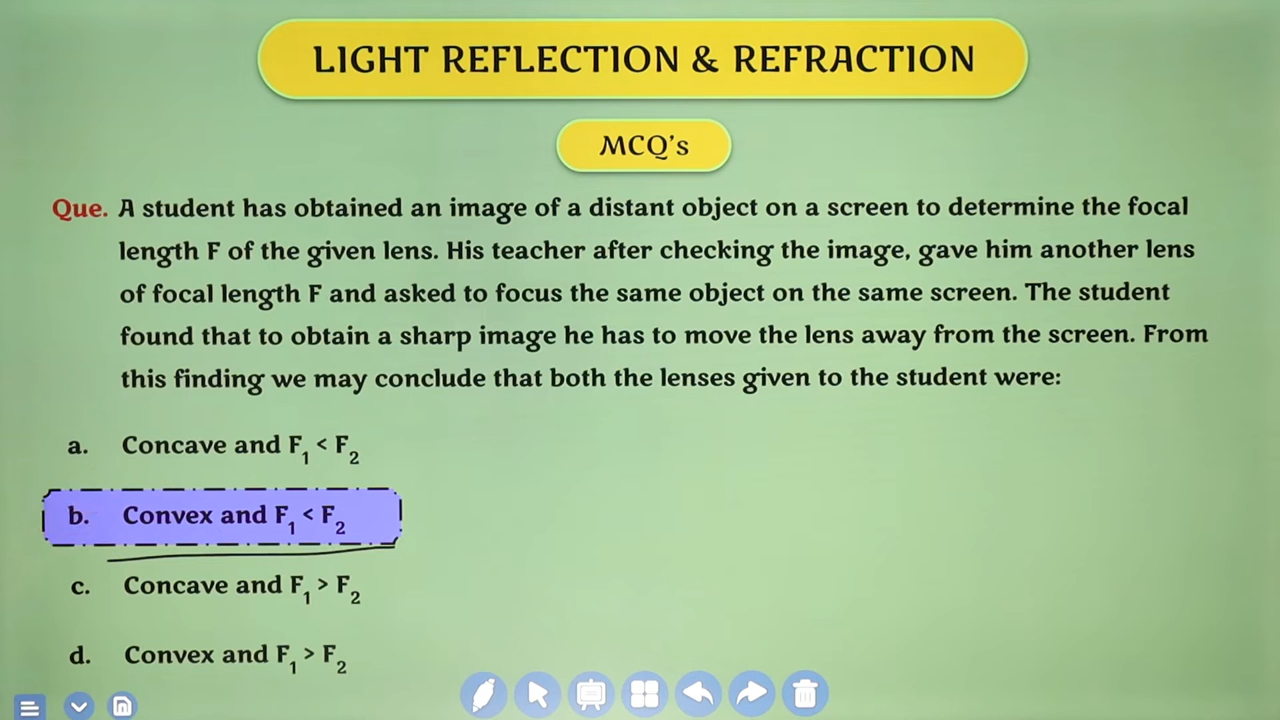 LIGHT REFLECTION & REFRACTION
MCQ's
Que. A student has obtained an image of a distant object on a screen to determine the focal
length F of the given lens. His teacher after checking the image, gave him another lens
of focal length F and asked to focus the same object on the same screen. The student
found that to obtain a sharp image he has to move the lens away from the screen. From
this finding we may conclude that both the lenses given to the student were:
a. Concave and F₁ < F₂
b. Convex and F₁ < F₂
c. Concave and F₁ > F₂
d. Convex and F₁ > F₂